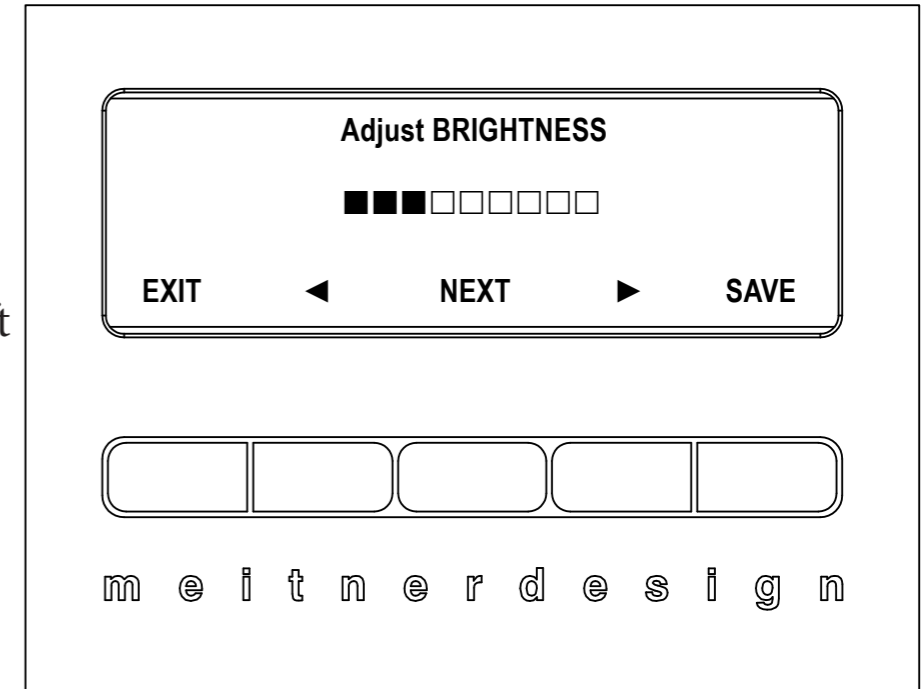 Adjust BRIGHTNESS
■■■□□□□□□
EXIT ◄ NEXT ► SAVE
t
meitnerdesign